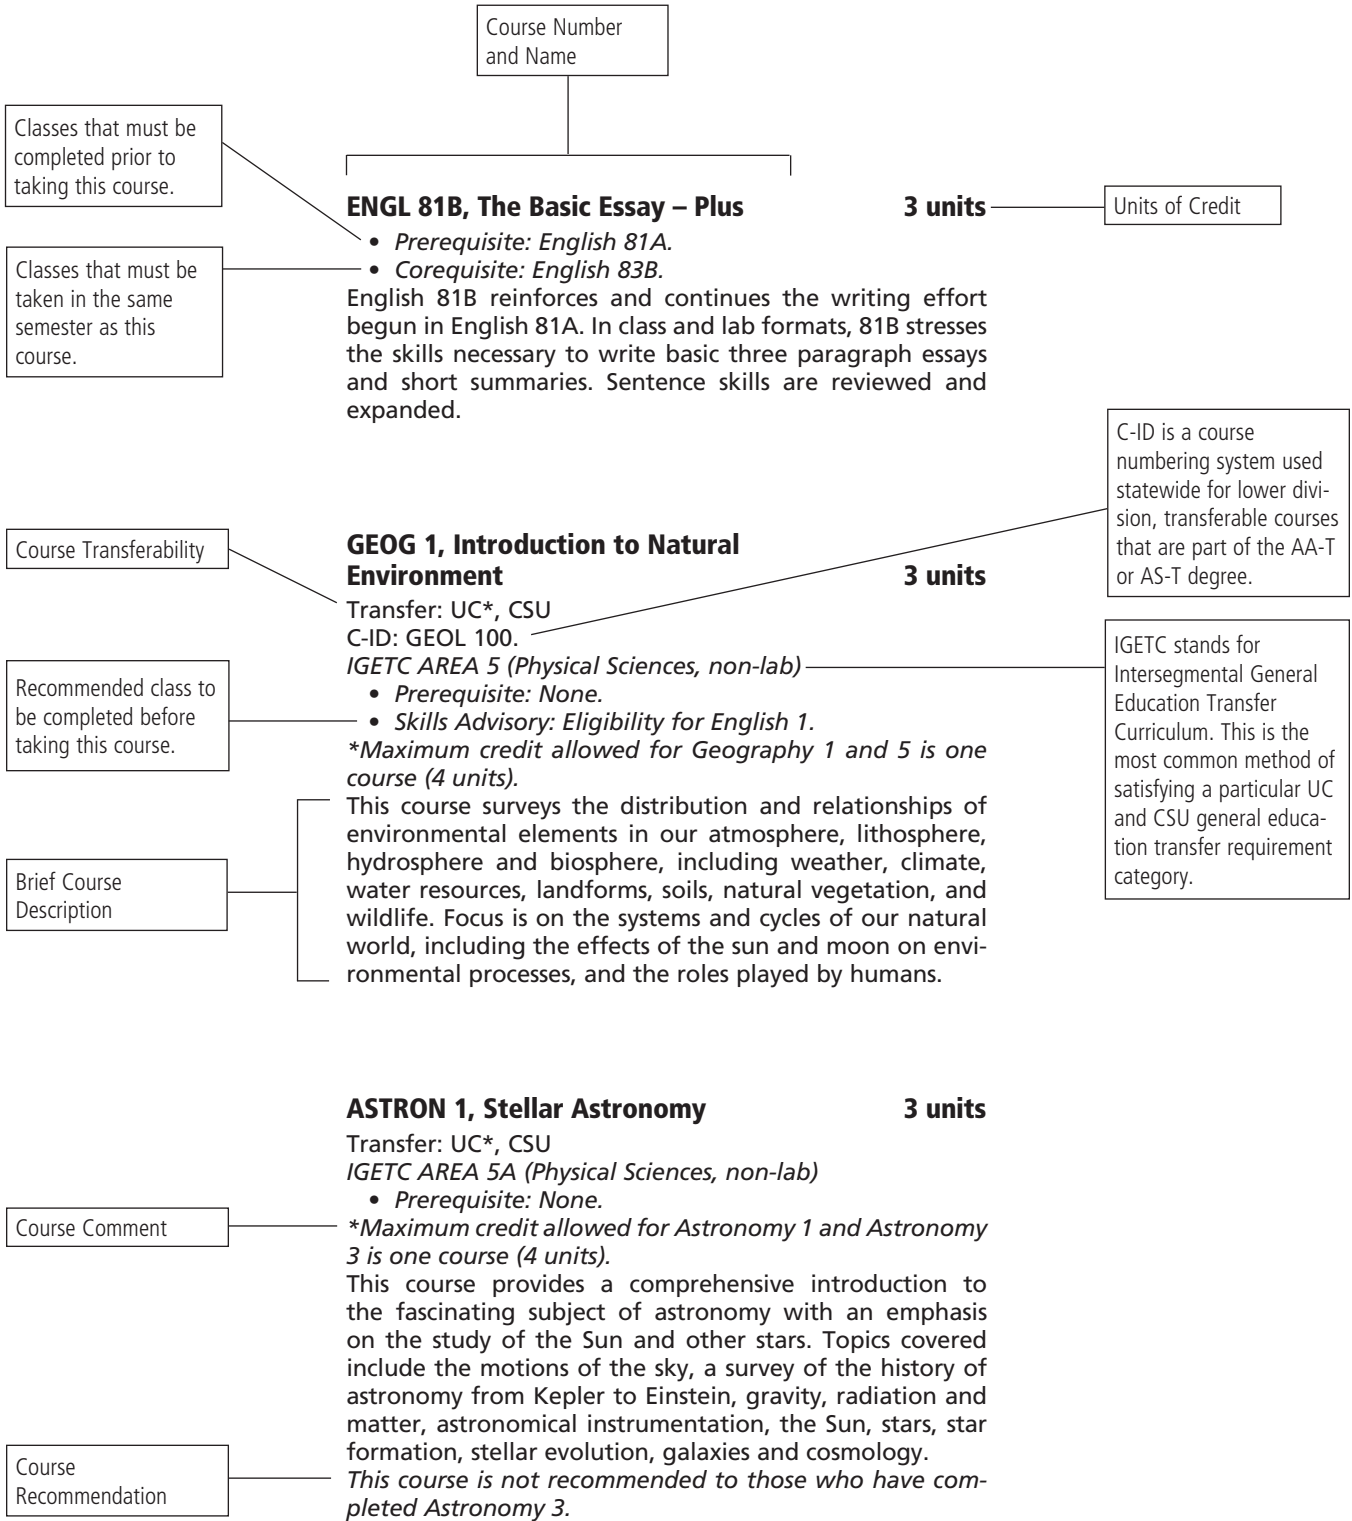 Course Number
and Name
Classes that must be
completed prior to
taking this course.
ENGL 81B, The Basic Essay – Plus 3 units
Units of Credit
• Prerequisite: English 81A.
• Corequisite: English 83B.
Classes that must be
taken in the same
semester as this
course.
English 81B reinforces and continues the writing effort
begun in English 81A. In class and lab formats, 81B stresses
the skills necessary to write basic three paragraph essays
and short summaries. Sentence skills are reviewed and
expanded.
C-ID is a course
numbering system used
statewide for lower divi-
sion, transferable courses
that are part of the AA-T
or AS-T degree.
Course Transferability
GEOG 1, Introduction to Natural
Environment 3 units
Transfer: UC*, CSU
C-ID: GEOL 100.
IGETC AREA 5 (Physical Sciences, non-lab)
• Prerequisite: None.
• Skills Advisory: Eligibility for English 1.
*Maximum credit allowed for Geography 1 and 5 is one
course (4 units).
IGETC stands for
Intersegmental General
Education Transfer
Curriculum. This is the
most common method of
satisfying a particular UC
and CSU general educa-
tion transfer requirement
category.
Recommended class to
be completed before
taking this course.
This course surveys the distribution and relationships of
environmental elements in our atmosphere, lithosphere,
hydrosphere and biosphere, including weather, climate,
water resources, landforms, soils, natural vegetation, and
wildlife. Focus is on the systems and cycles of our natural
world, including the effects of the sun and moon on envi-
ronmental processes, and the roles played by humans.
Brief Course
Description
ASTRON 1, Stellar Astronomy 3 units
Transfer: UC*, CSU
IGETC AREA 5A (Physical Sciences, non-lab)
• Prerequisite: None.
Course Comment
*Maximum credit allowed for Astronomy 1 and Astronomy
3 is one course (4 units).
This course provides a comprehensive introduction to
the fascinating subject of astronomy with an emphasis
on the study of the Sun and other stars. Topics covered
include the motions of the sky, a survey of the history of
astronomy from Kepler to Einstein, gravity, radiation and
matter, astronomical instrumentation, the Sun, stars, star
formation, stellar evolution, galaxies and cosmology.
Course
Recommendation
This course is not recommended to those who have com-
pleted Astronomy 3.